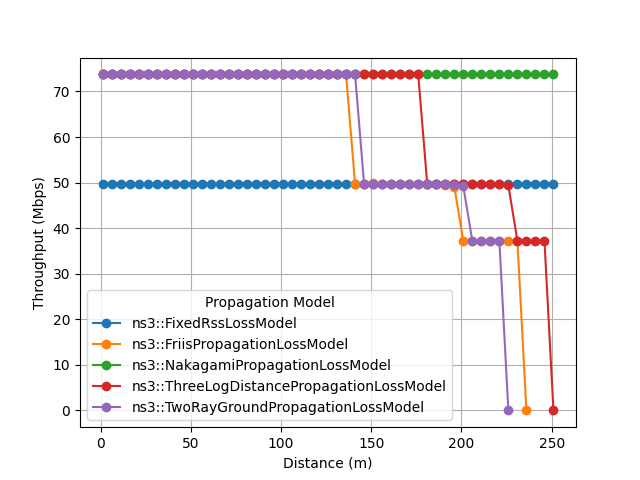 70
60
50
40
30
20
10
0
Throughput (Mbps)
Propagation Model
ns3::FixedRssLossModel
ns3::FriisPropagationLossModel
ns3::NakagamiPropagationLossModel
ns3::ThreeLogDistancePropagationLossModel
ns3::TwoRayGroundPropagationLossModel
0 50 100 150 200 250
Distance (m)